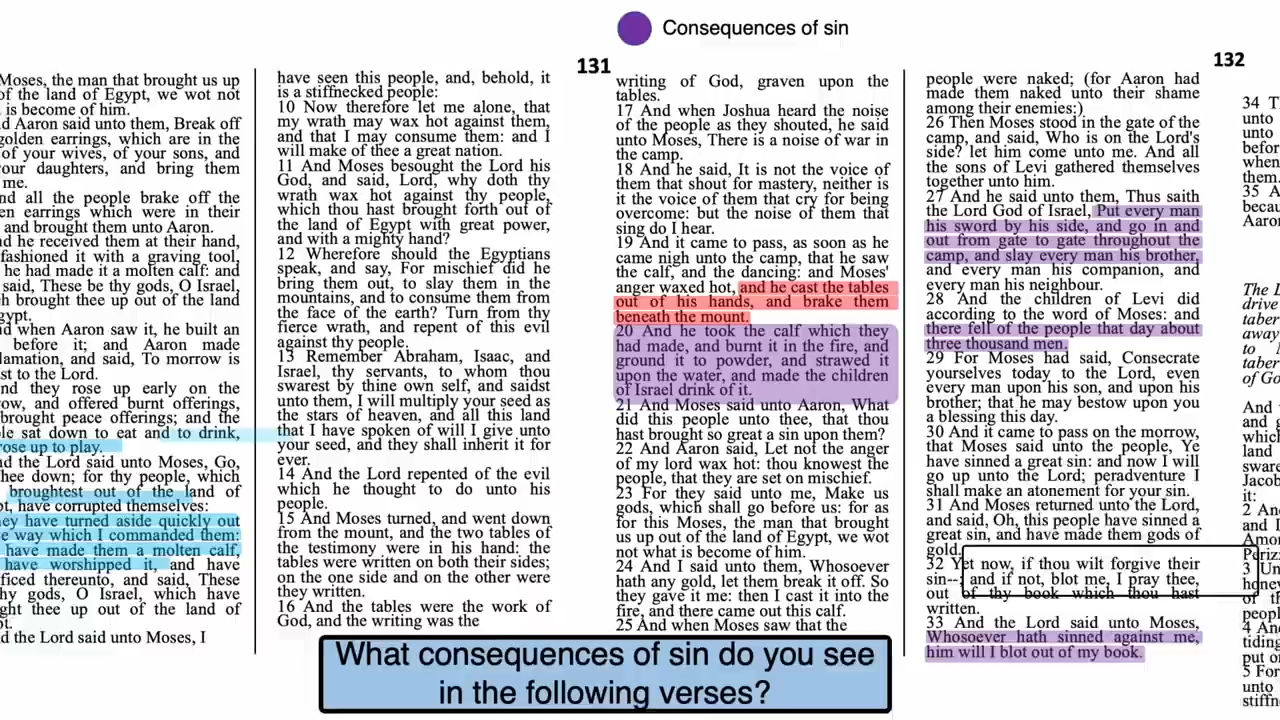 Consequences of sin
131
132
Moses, the man that brought us up
of the land of Egypt, we wot not
is become of him.
Aaron said unto them, Break off
golden earrings, which are in the
of your wives, of your sons, and
your daughters, and bring them
me.
all the people brake off the
earrings which were in their
and brought them unto Aaron.
he received them at their hand,
fashioned it with a graving tool,
he had made it a molten calf: and
said, These be thy gods, O Israel,
brought thee up out of the land
when Aaron saw it, he built an
before it; and Aaron made
and said, To morrow is
to the Lord.
they rose up early on the
and offered burnt offerings,
brought peace offerings; and the
sat down to eat and to drink,
rose up to play.
the Lord said unto Moses, Go,
thee down; for thy people, which
broughtest out of the land of
have corrupted themselves:
they have turned aside quickly out
way which I commanded them:
have made them a molten calf,
have worshipped it, and have
thereunto, and said, These
thy gods, O Israel, which have
thee up out of the land of
the Lord said unto Moses, I
have seen this people, and, behold, it
is a stiffnecked people:
10 Now therefore let me alone, that
my wrath may wax hot against them,
and that I may consume them: and I
will make of thee a great nation.
11 And Moses besought the Lord his
God, and said, Lord, why doth thy
wrath wax hot against thy people,
which thou hast brought forth out of
the land of Egypt with great power,
and with a mighty hand?
12 Wherefore should the Egyptians
speak, and say, For mischief did he
bring them out, to slay them in the
mountains, and to consume them from
the face of the earth? Turn from thy
fierce wrath, and repent of this evil
against thy people.
13 Remember Abraham, Isaac, and
Israel, thy servants, to whom thou
swarest by thine own self, and saidst
unto them, I will multiply your seed as
the stars of heaven, and all this land
that I have spoken of will I give unto
your seed, and they shall inherit it for
ever.
14 And the Lord repented of the evil
which he thought to do unto his
people.
15 And Moses turned, and went down
from the mount, and the two tables of
the testimony were in his hand: the
tables were written on both their sides;
on the one side and on the other were
they written.
16 And the tables were the work of
God, and the writing was the
writing of God, graven upon the
tables.
17 And when Joshua heard the noise
of the people as they shouted, he said
unto Moses, There is a noise of war in
the camp.
18 And he said, It is not the voice of
them that shout for mastery, neither is
it the voice of them that cry for being
overcome: but the noise of them that
sing do I hear.
19 And it came to pass, as soon as he
came nigh unto the camp, that he saw
the calf, and the dancing: and Moses'
anger waxed hot, and he cast the tables
out of his hands, and brake them
beneath the mount.
20 And he took the calf which they
had made, and burnt it in the fire, and
ground it to powder, and strawed it
upon the water, and made the children
of Israel drink of it.
21 And Moses said unto Aaron, What
did this people unto thee, that thou
hast brought so great a sin upon them?
22 And Aaron said, Let not the anger
of my lord wax hot: thou knowest the
people, that they are set on mischief.
23 For they said unto me, Make us
gods, which shall go before us: for as
for this Moses, the man that brought
us up out of the land of Egypt, we wot
not what is become of him.
24 And I said unto them, Whosoever
hath any gold, let them break it off. So
they gave it me: then I cast it into the
fire, and there came out this calf.
25 And when Moses saw that the
people were naked; (for Aaron had
made them naked unto their shame
among their enemies:)
26 Then Moses stood in the gate of the
camp, and said, Who is on the Lord's
side? let him come unto me. And all
the sons of Levi gathered themselves
together unto him.
27 And he said unto them, Thus saith
the Lord God of Israel, Put every man
his sword by his side, and go in and
out from gate to gate throughout the
camp, and slay every man his brother,
and every man his companion, and
every man his neighbour.
28 And the children of Levi did
according to the word of Moses: and
there fell of the people that day about
three thousand men.
29 For Moses had said, Consecrate
yourselves today to the Lord, even
every man upon his son, and upon his
brother; that he may bestow upon you
a blessing this day.
30 And it came to pass on the morrow,
that Moses said unto the people, Ye
have sinned a great sin: and now I will
go up unto the Lord; peradventure I
shall make an atonement for your sin.
31 And Moses returned unto the Lord,
and said, Oh, this people have sinned a
great sin, and have made them gods of
gold.
32 Yet now, if thou wilt forgive their
sin--; and if not, blot me, I pray thee,
out of thy book which thou hast
written.
33 And the Lord said unto Moses,
Whosoever hath sinned against me,
him will I blot out of my book.
34
unto
unto
when
them.
35
Aaron
The
drive
away
to
of God
And
and
which
land
it:
2
and
3
of
4 And
put
5 For
unto
What consequences of sin do you see
in the following verses?